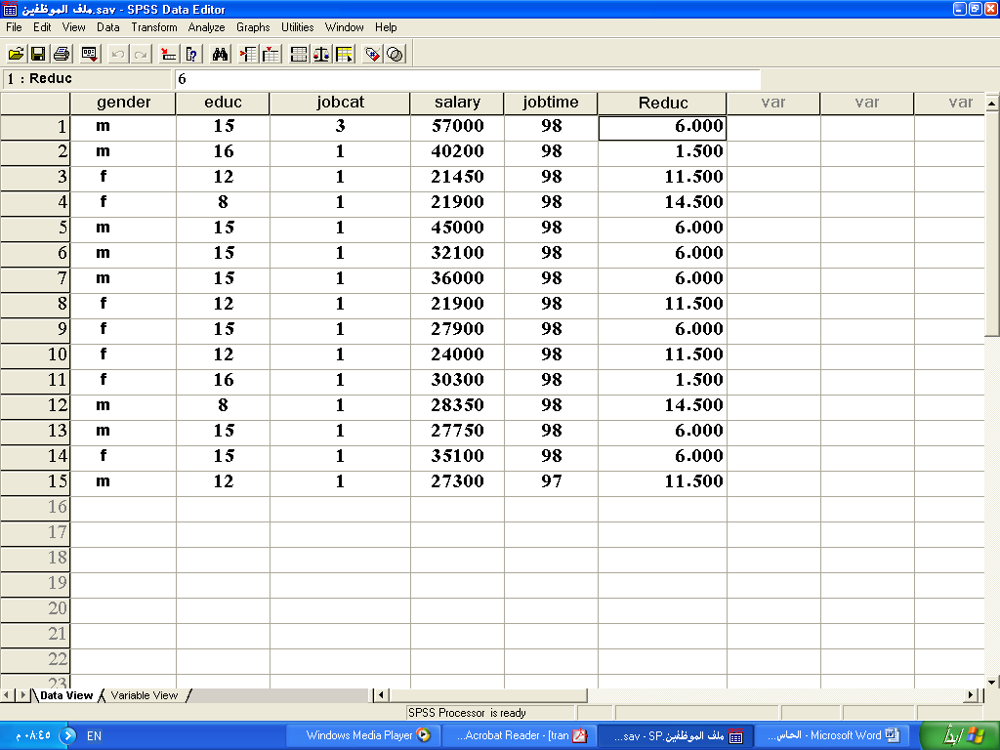 ملف الموظفين.sav - SPSS Data Editor
File Edit View Data Transform Analyze Graphs Utilities Window Help
1 : Reduc 6
gender educ jobcat salary jobtime Reduc var var var
1 m 15 3 57000 98 6.000
2 m 16 1 40200 98 1.500
3 f 12 1 21450 98 11.500
4 f 8 1 21900 98 14.500
5 m 15 1 45000 98 6.000
6 m 15 1 32100 98 6.000
7 m 15 1 36000 98 6.000
8 f 12 1 21900 98 11.500
9 f 15 1 27900 98 6.000
10 f 12 1 24000 98 11.500
11 f 16 1 30300 98 1.500
12 m 8 1 28350 98 14.500
13 m 15 1 27750 98 6.000
14 f 15 1 35100 98 6.000
15 m 12 1 27300 97 11.500
16
17
18
19
20
21
22
23
Data View Variable View
SPSS Processor is ready
٠٨:٤٥ م EN Windows Media Player ...Acrobat Reader - [tran ...sav - SP.ملف الموظفين ...الحاس - Microsoft Word ابدأ